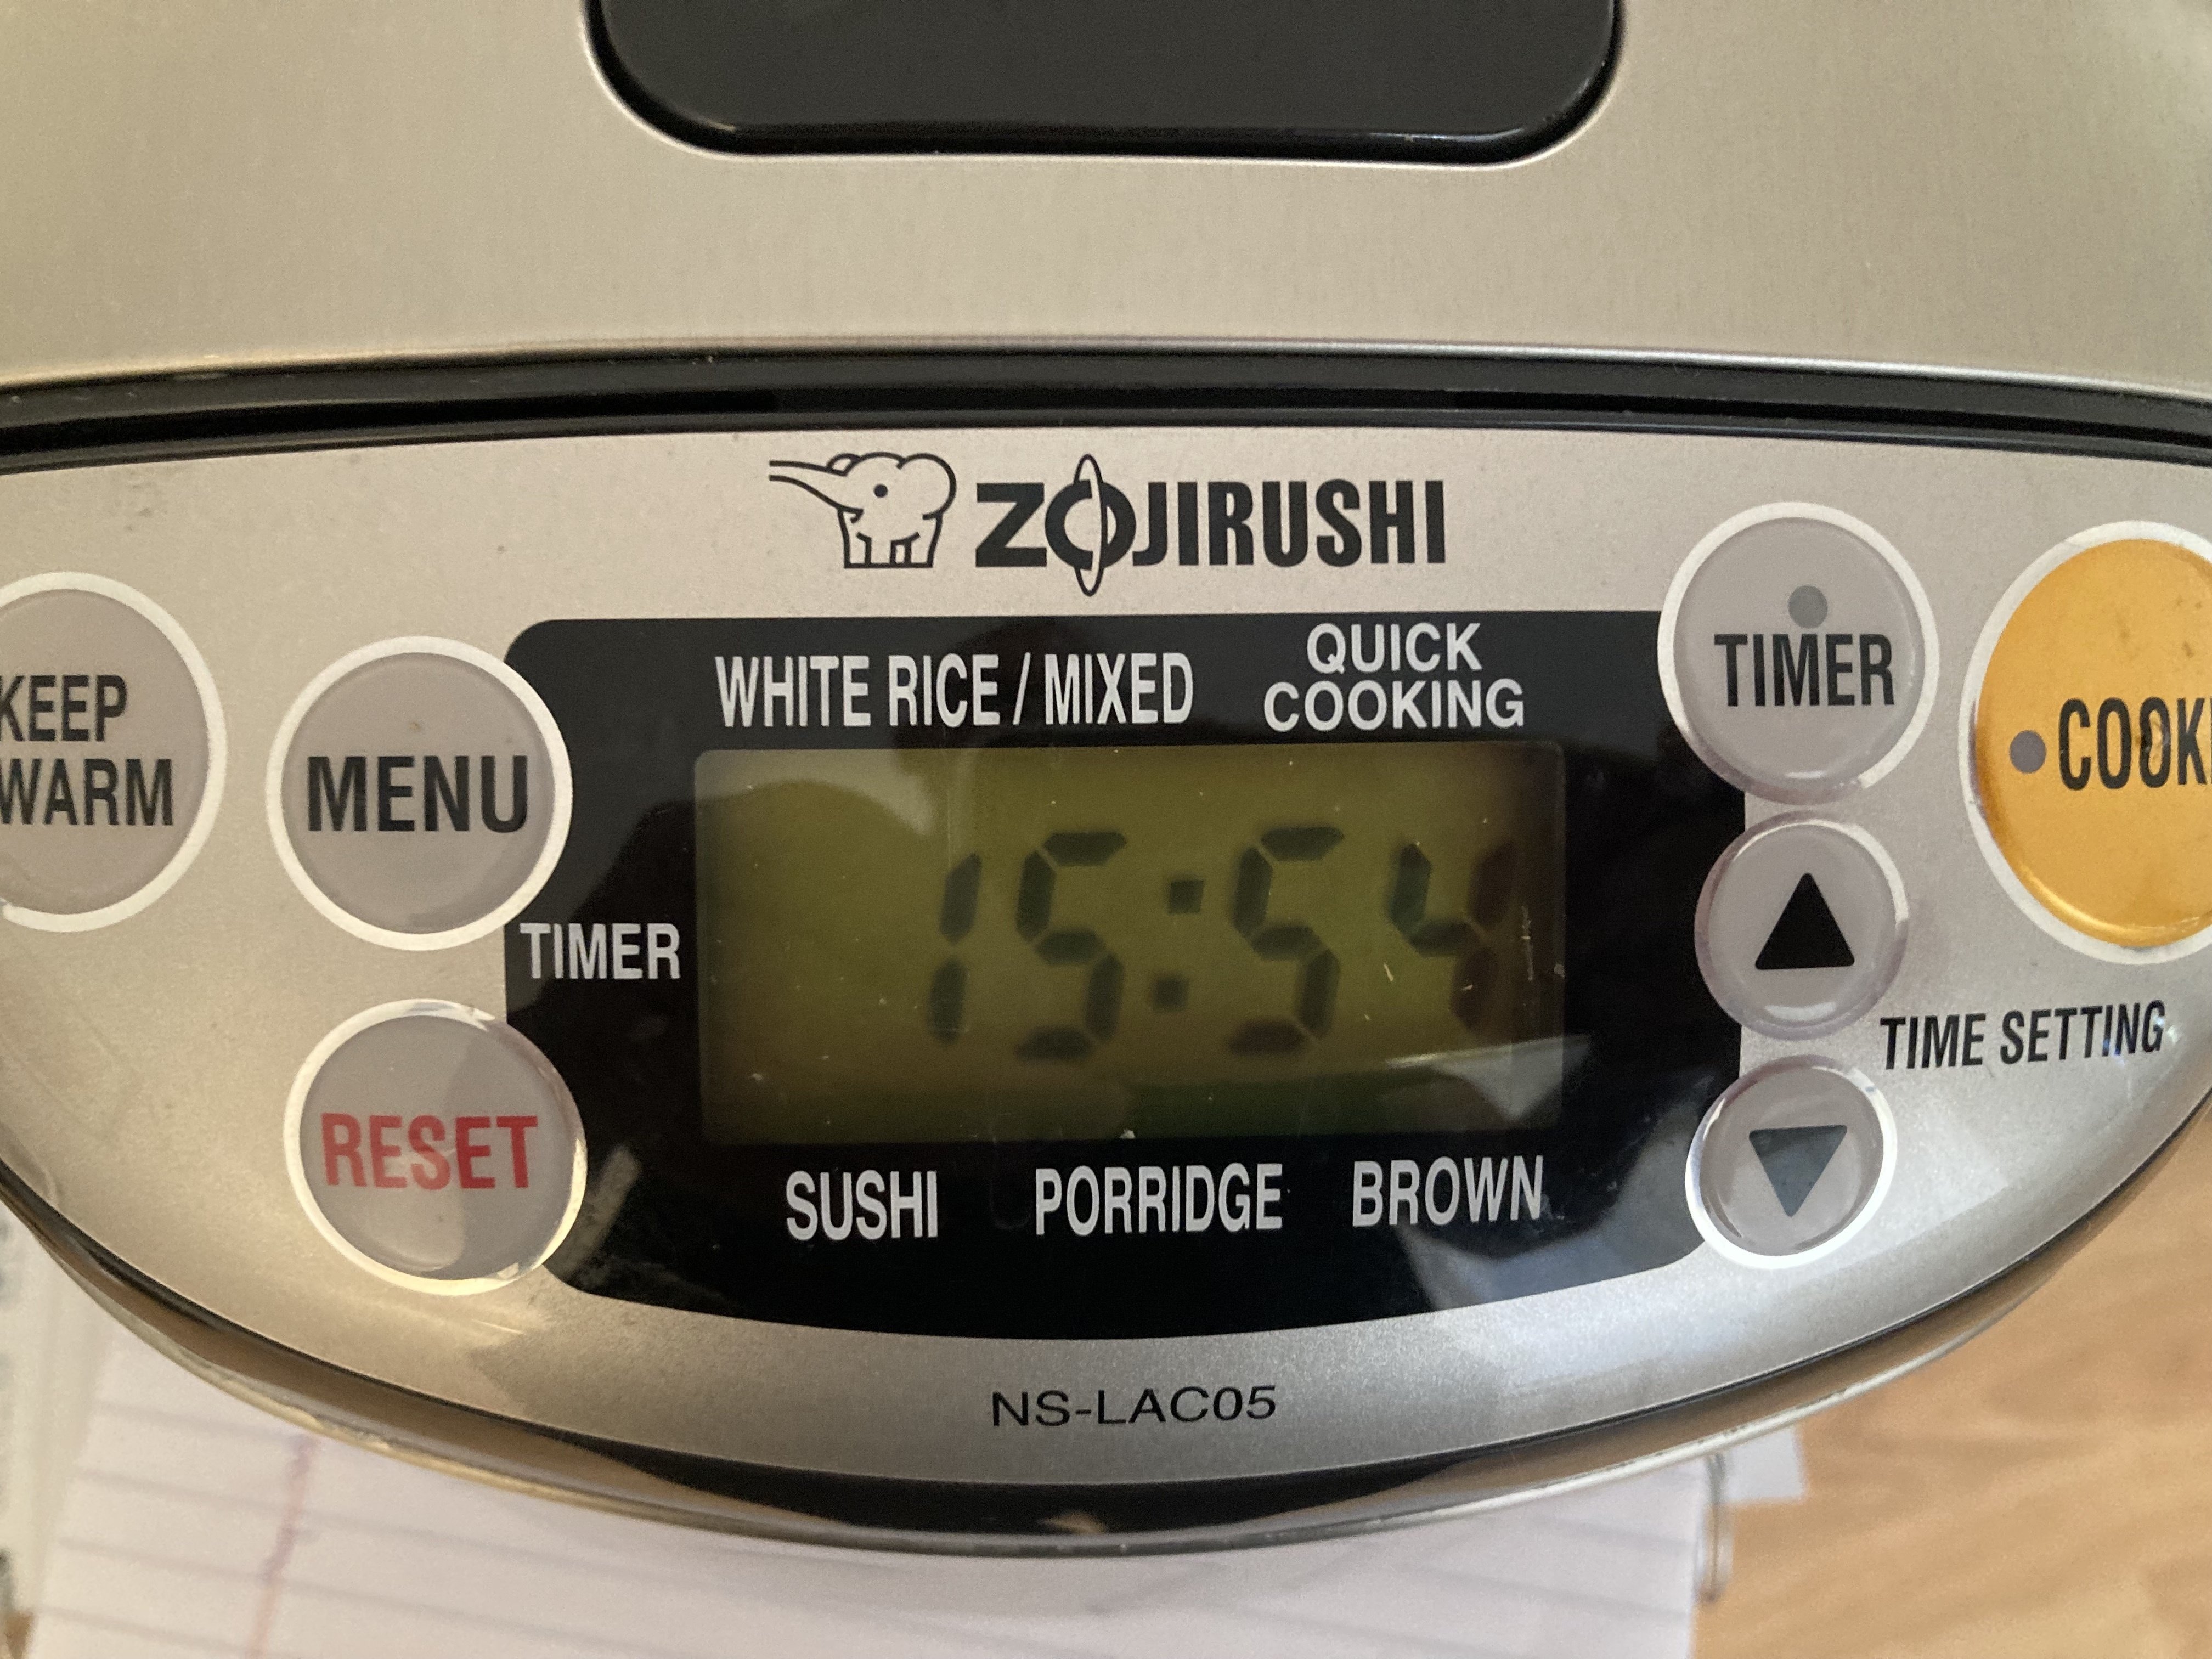 ZOJIRUSHI
WHITE RICE / MIXED
QUICK
COOKING
TIMER
COOK
KEEP
WARM
MENU
TIMER
15:54
TIME SETTING
RESET
SUSHI PORRIDGE BROWN
NS-LAC05